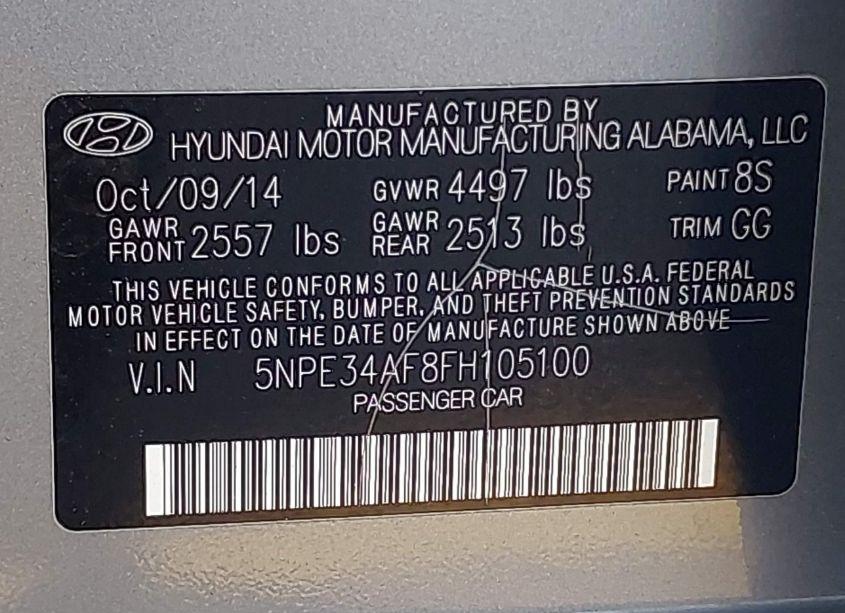 MANUFACTURED BY
HYUNDAI MOTOR MANUFACTURING ALABAMA, LLC
Oct/09/14 GVWR 4497 lbs PAINT 8S
GAWR FRONT 2557 lbs GAWR REAR 2513 lbs TRIM GG
THIS VEHICLE CONFORMS TO ALL APPLICABLE U.S.A. FEDERAL
MOTOR VEHICLE SAFETY, BUMPER, AND THEFT PREVENTION STANDARDS
IN EFFECT ON THE DATE OF MANUFACTURE SHOWN ABOVE
V.I.N 5NPE34AF8FH105100
PASSENGER CAR